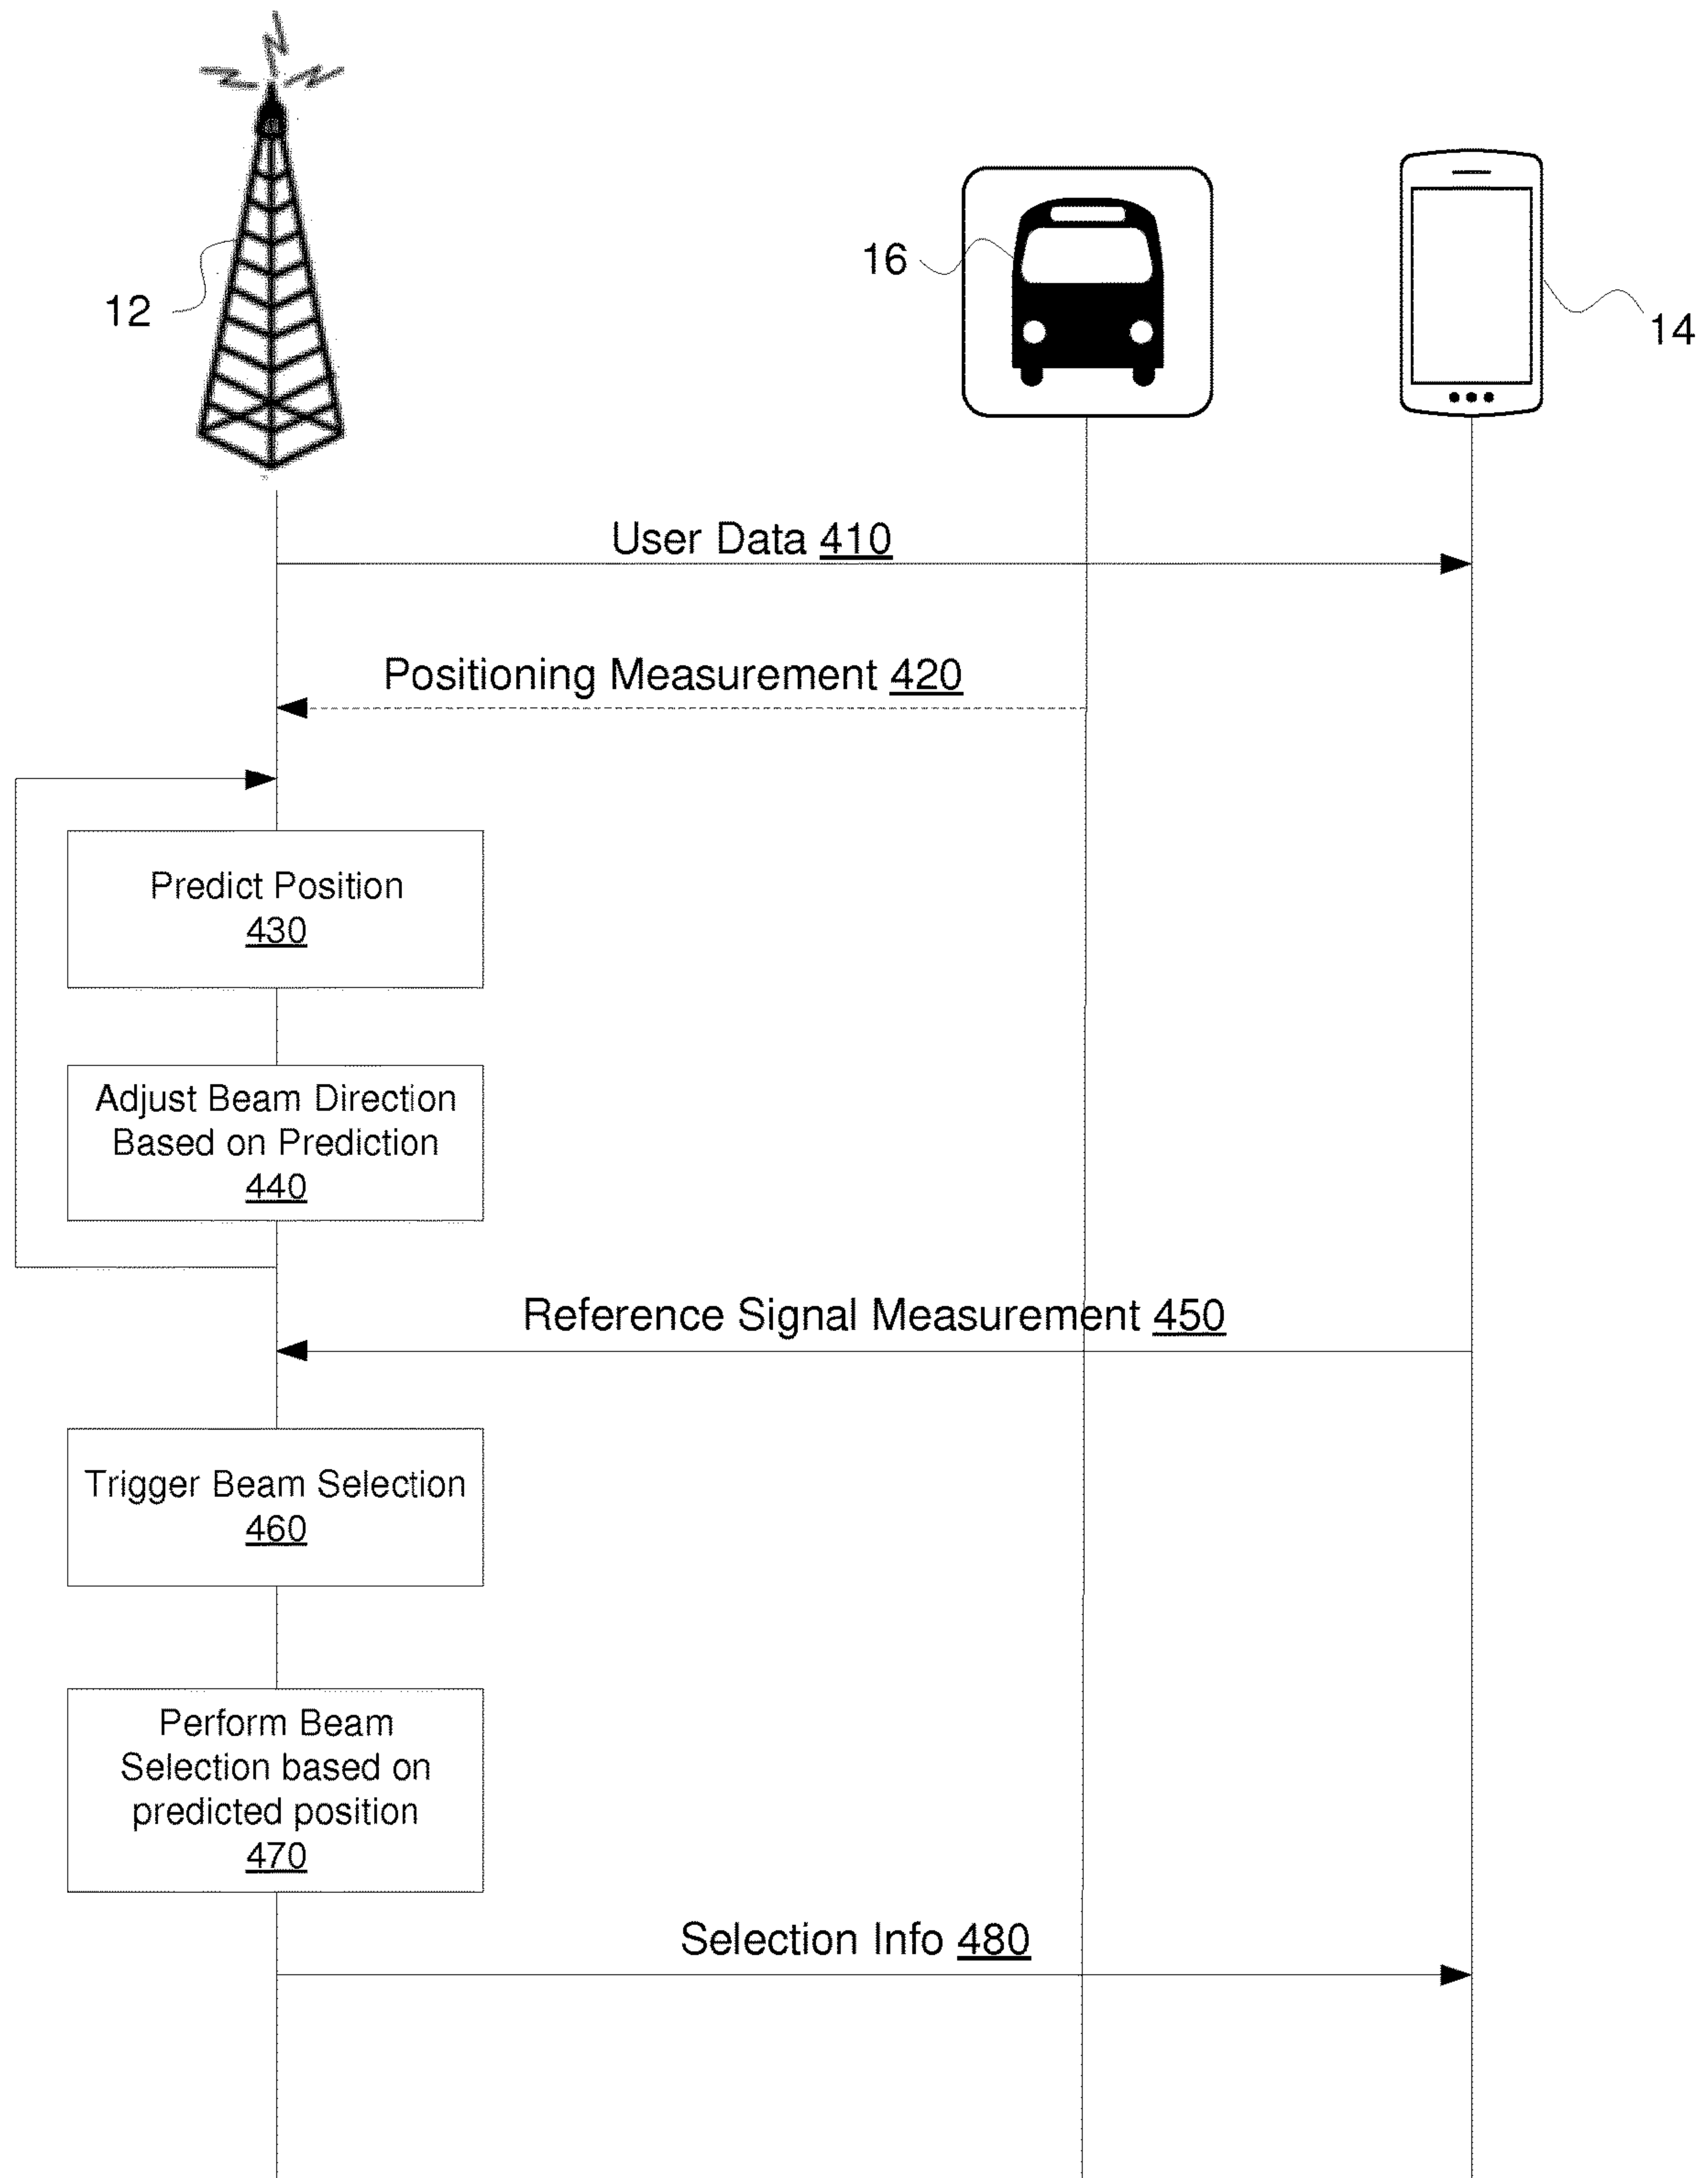 16
12
14
User Data 410
Positioning Measurement 420
Predict Position
430
Adjust Beam Direction
Based on Prediction
440
Reference Signal Measurement 450
Trigger Beam Selection
460
Perform Beam
Selection based on
predicted position
470
Selection Info 480